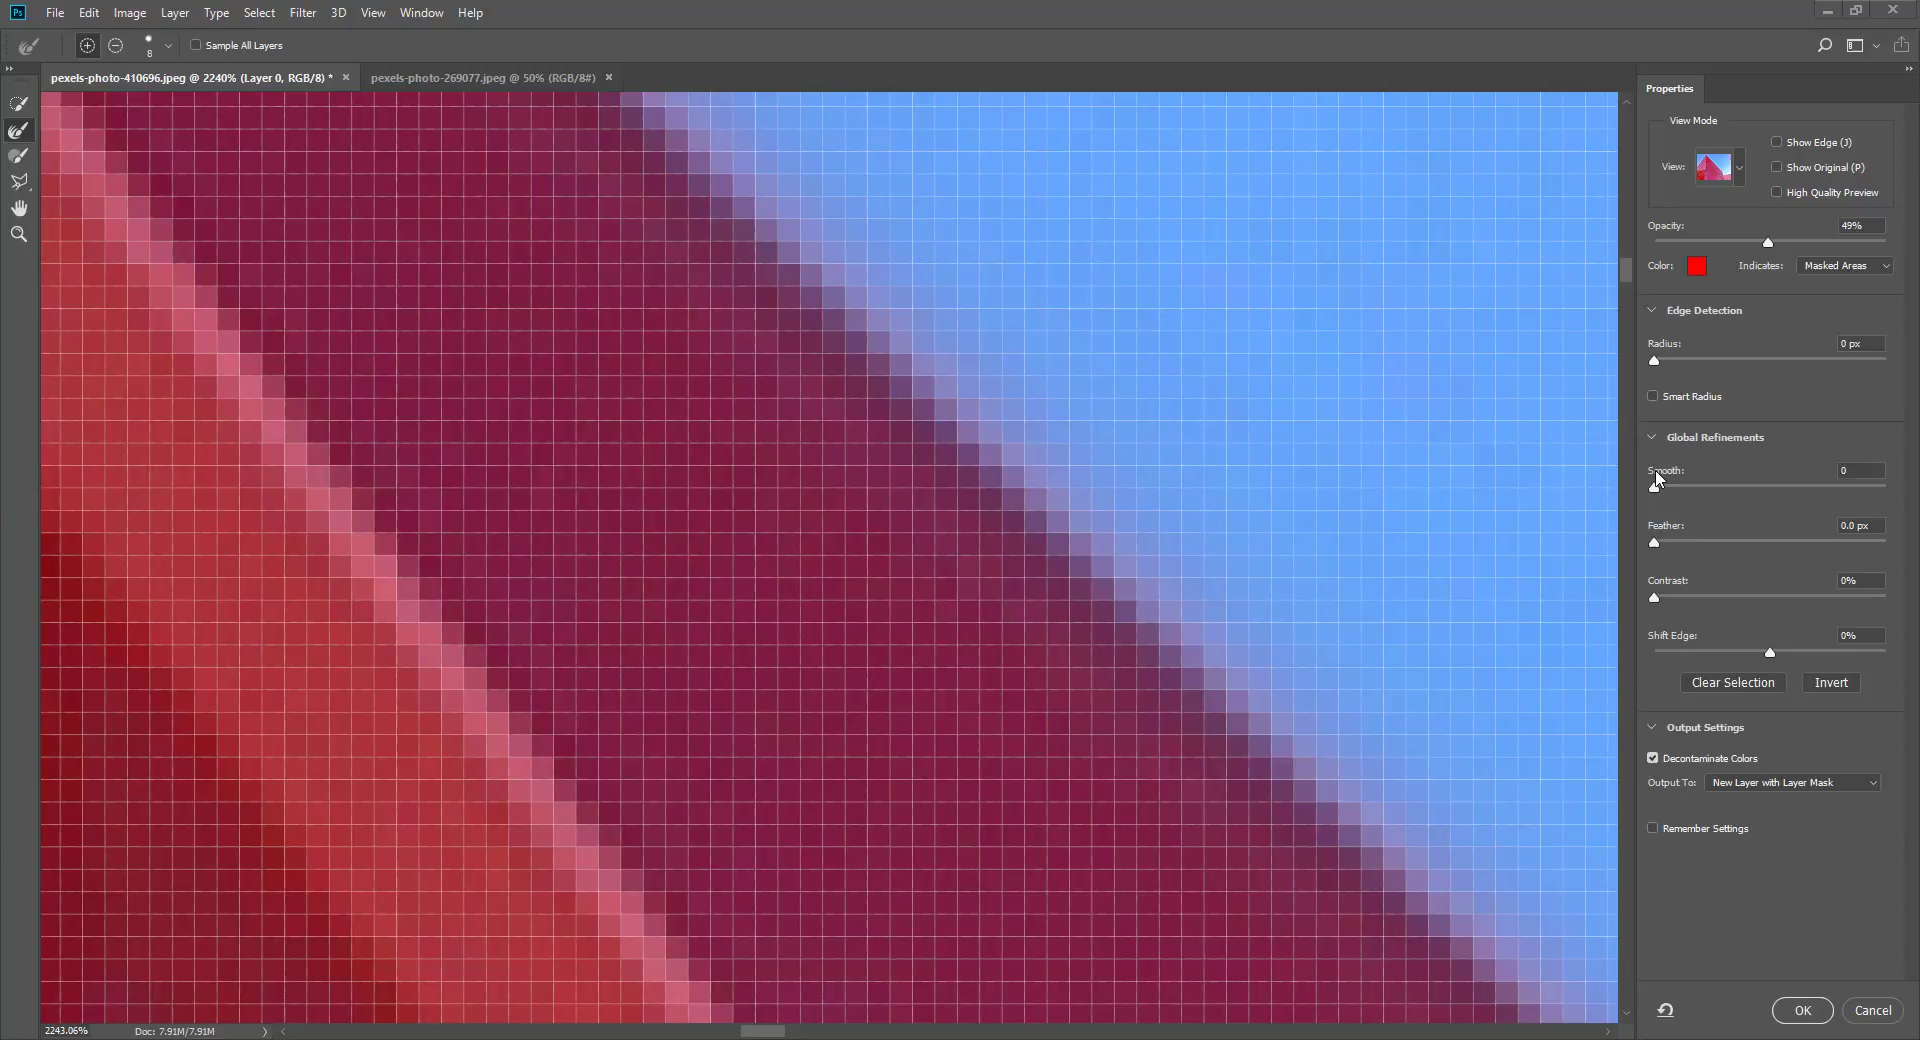 Ps File Edit Image Layer Type Select Filter 3D View Window Help
8 Sample All Layers
pexels-photo-410696.jpeg @ 2240% (Layer 0, RGB/8) * × pexels-photo-269077.jpeg @ 50% (RGB/8#) ×
Properties
View Mode
Show Edge (J)
View:
Show Original (P)
High Quality Preview
Opacity: 49%
Color: Indicates: Masked Areas
Edge Detection
Radius: 0 px
Smart Radius
Global Refinements
Smooth: 0
Feather: 0.0 px
Contrast: 0%
Shift Edge: 0%
Clear Selection Invert
Output Settings
Decontaminate Colors
Output To: New Layer with Layer Mask
Remember Settings
OK Cancel
2243.06% Doc: 7.91M/7.91M